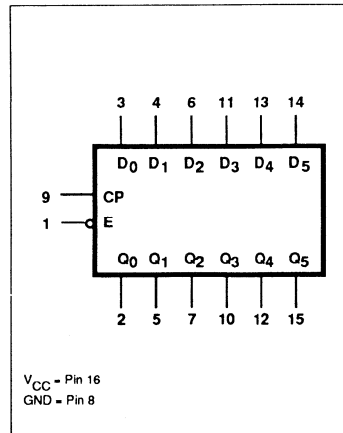 3 4 6 11 13 14
D0 D1 D2 D3 D4 D5
9 CP
1 E
Q0 Q1 Q2 Q3 Q4 Q5
2 5 7 10 12 15
VCC = Pin 16
GND = Pin 8